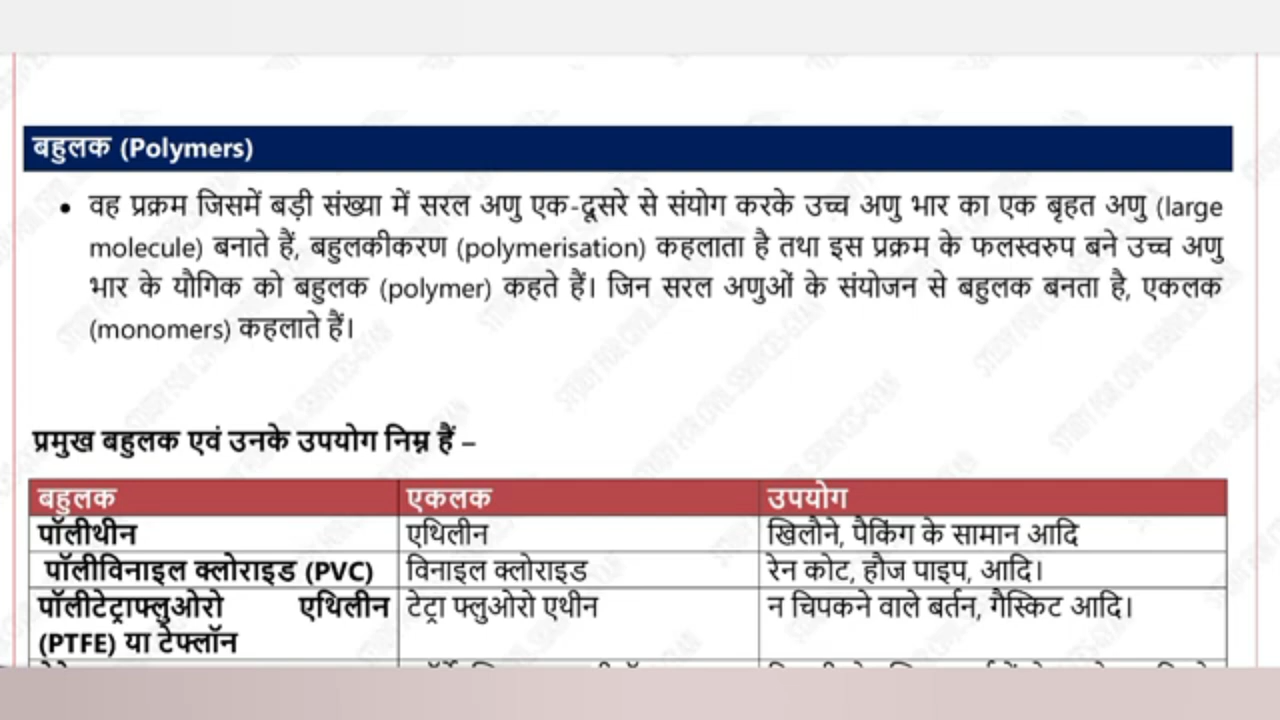 बहुलक (Polymers)
• वह प्रक्रम जिसमें बड़ी संख्या में सरल अणु एक-दूसरे से संयोग करके उच्च अणु भार का एक बृहत अणु (large
molecule) बनाते हैं, बहुलकीकरण (polymerisation) कहलाता है तथा इस प्रक्रम के फलस्वरुप बने उच्च अणु
भार के यौगिक को बहुलक (polymer) कहते हैं। जिन सरल अणुओं के संयोजन से बहुलक बनता है, एकलक
(monomers) कहलाते हैं।
प्रमुख बहुलक एवं उनके उपयोग निम्न हैं –
बहुलक एकलक उपयोग
पॉलीथीन एथिलीन खिलौने, पैकिंग के सामान आदि
पॉलीविनाइल क्लोराइड (PVC) विनाइल क्लोराइड रेन कोट, हौज पाइप, आदि।
पॉलीटेट्राफ्लुओरो एथिलीन टेट्रा फ्लुओरो एथीन न चिपकने वाले बर्तन, गैस्किट आदि।
(PTFE) या टेफ्लॉन